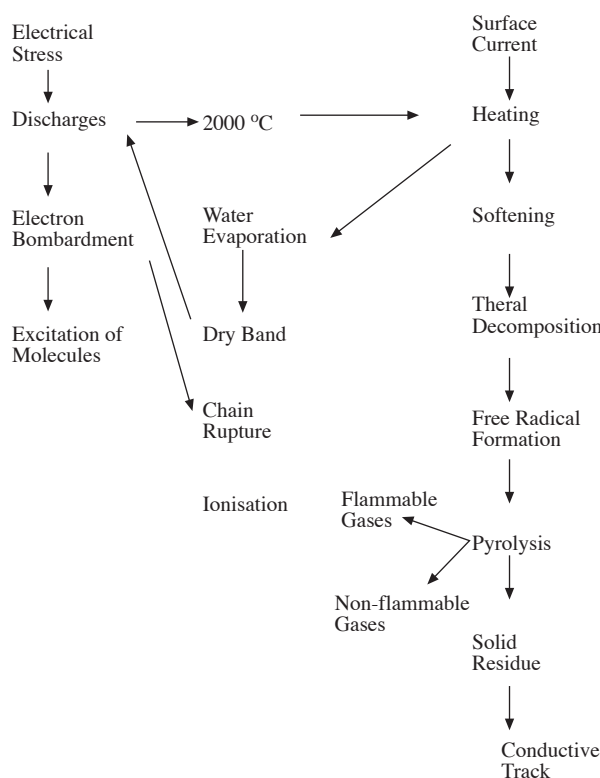 Electrical
Stress
Surface
Current
Discharges
2000 °C
Heating
Electron
Bombardment
Water
Evaporation
Softening
Excitation of
Molecules
Dry Band
Theral
Decomposition
Chain
Rupture
Free Radical
Formation
Ionisation
Flammable
Gases
Pyrolysis
Non-flammable
Gases
Solid
Residue
Conductive
Track